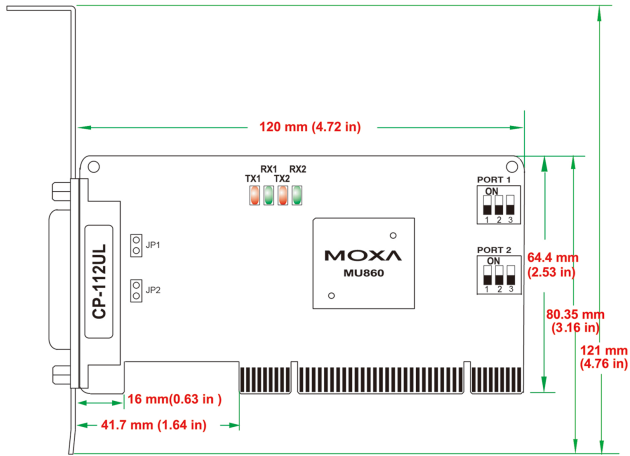 120 mm (4.72 in)
RX1 RX2
TX1 TX2
PORT 1
ON
1 2 3
MOXA
MU860
JP1
JP2
CP-112UL
PORT 2
ON
1 2 3
64.4 mm
(2.53 in)
80.35 mm
(3.16 in)
121 mm
(4.76 in)
16 mm(0.63 in )
41.7 mm (1.64 in)